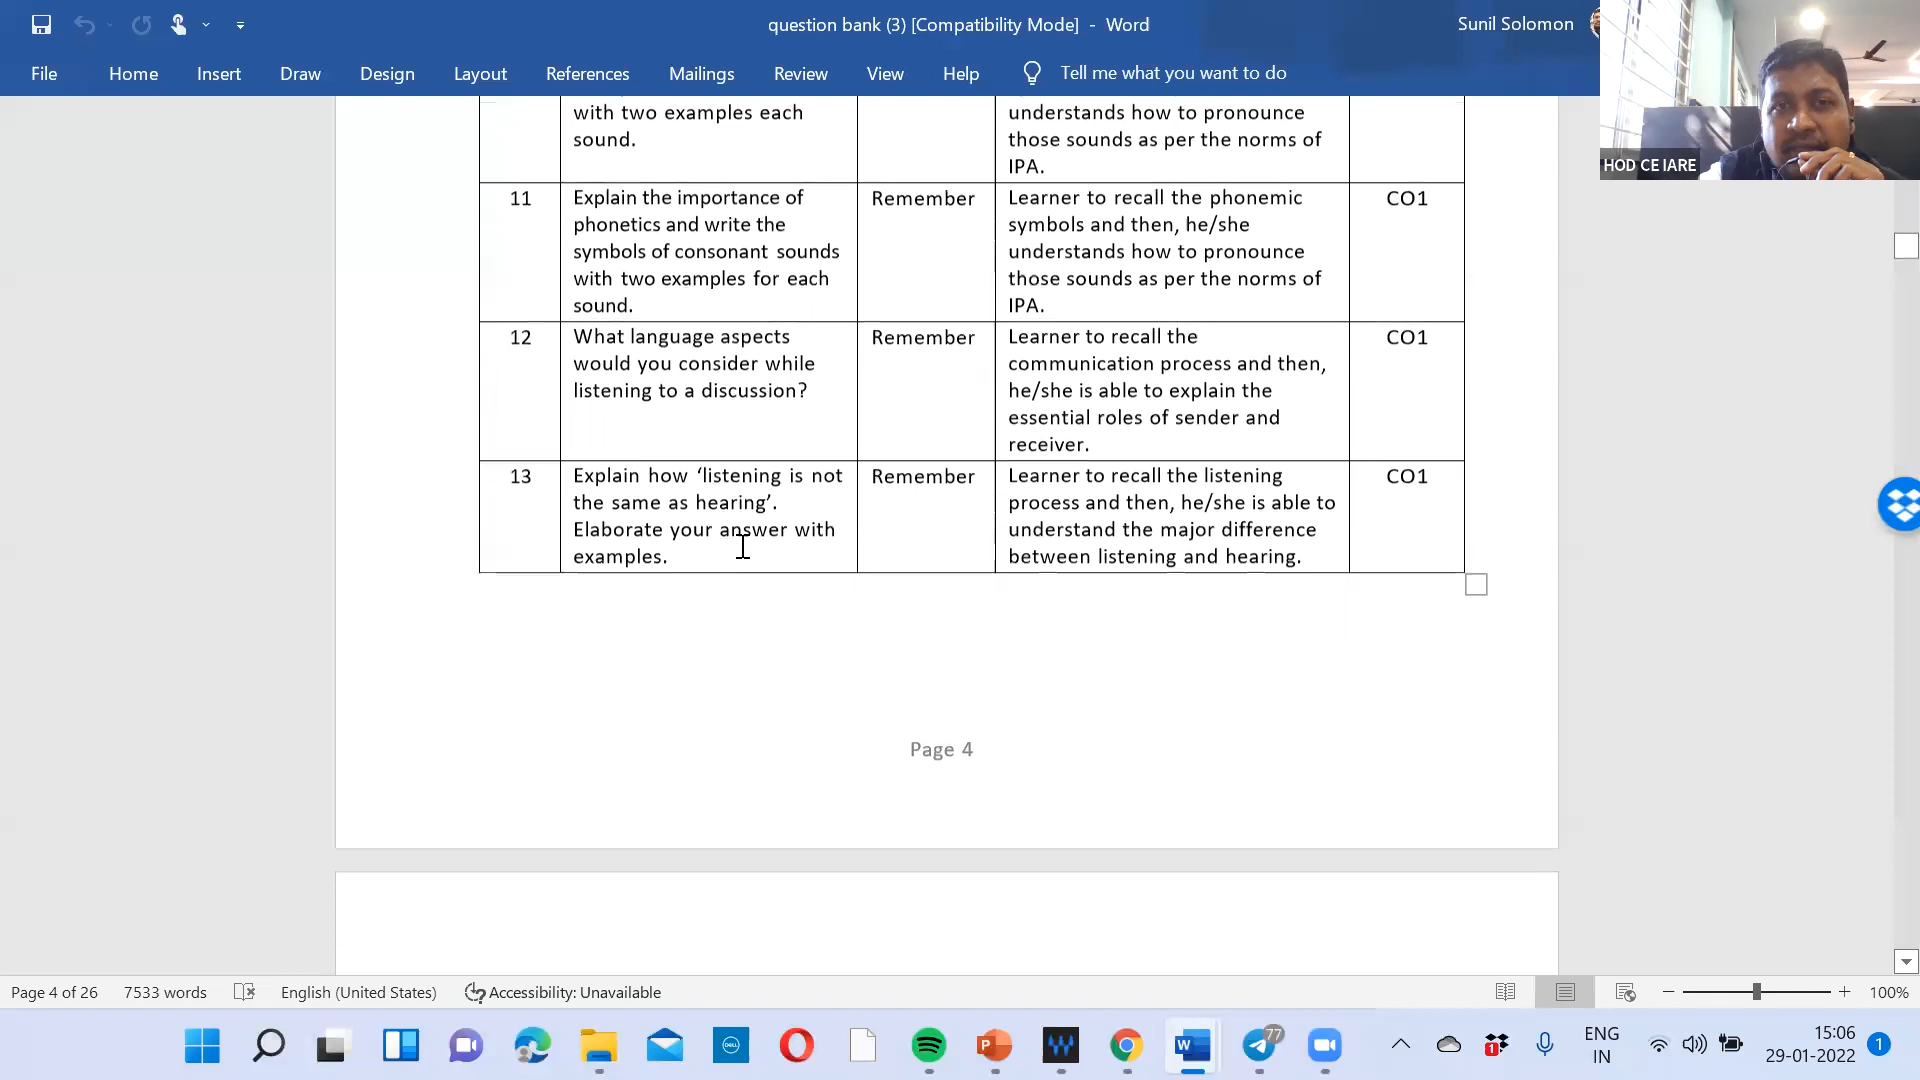 question bank (3) [Compatibility Mode] - Word
Sunil Solomon
File Home Insert Draw Design Layout References Mailings Review View Help Tell me what you want to do
HOD CE IARE
with two examples each
sound.
understands how to pronounce
those sounds as per the norms of
IPA.
11
Explain the importance of
phonetics and write the
symbols of consonant sounds
with two examples for each
sound.
Remember
Learner to recall the phonemic
symbols and then, he/she
understands how to pronounce
those sounds as per the norms of
IPA.
CO1
12
What language aspects
would you consider while
listening to a discussion?
Remember
Learner to recall the
communication process and then,
he/she is able to explain the
essential roles of sender and
receiver.
CO1
13
Explain how ‘listening is not
the same as hearing’.
Elaborate your answer with
examples.
Remember
Learner to recall the listening
process and then, he/she is able to
understand the major difference
between listening and hearing.
CO1
Page 4
Page 4 of 26 7533 words English (United States) Accessibility: Unavailable 100%
DELL
77
1
ENG
IN
15:06
29-01-2022
1